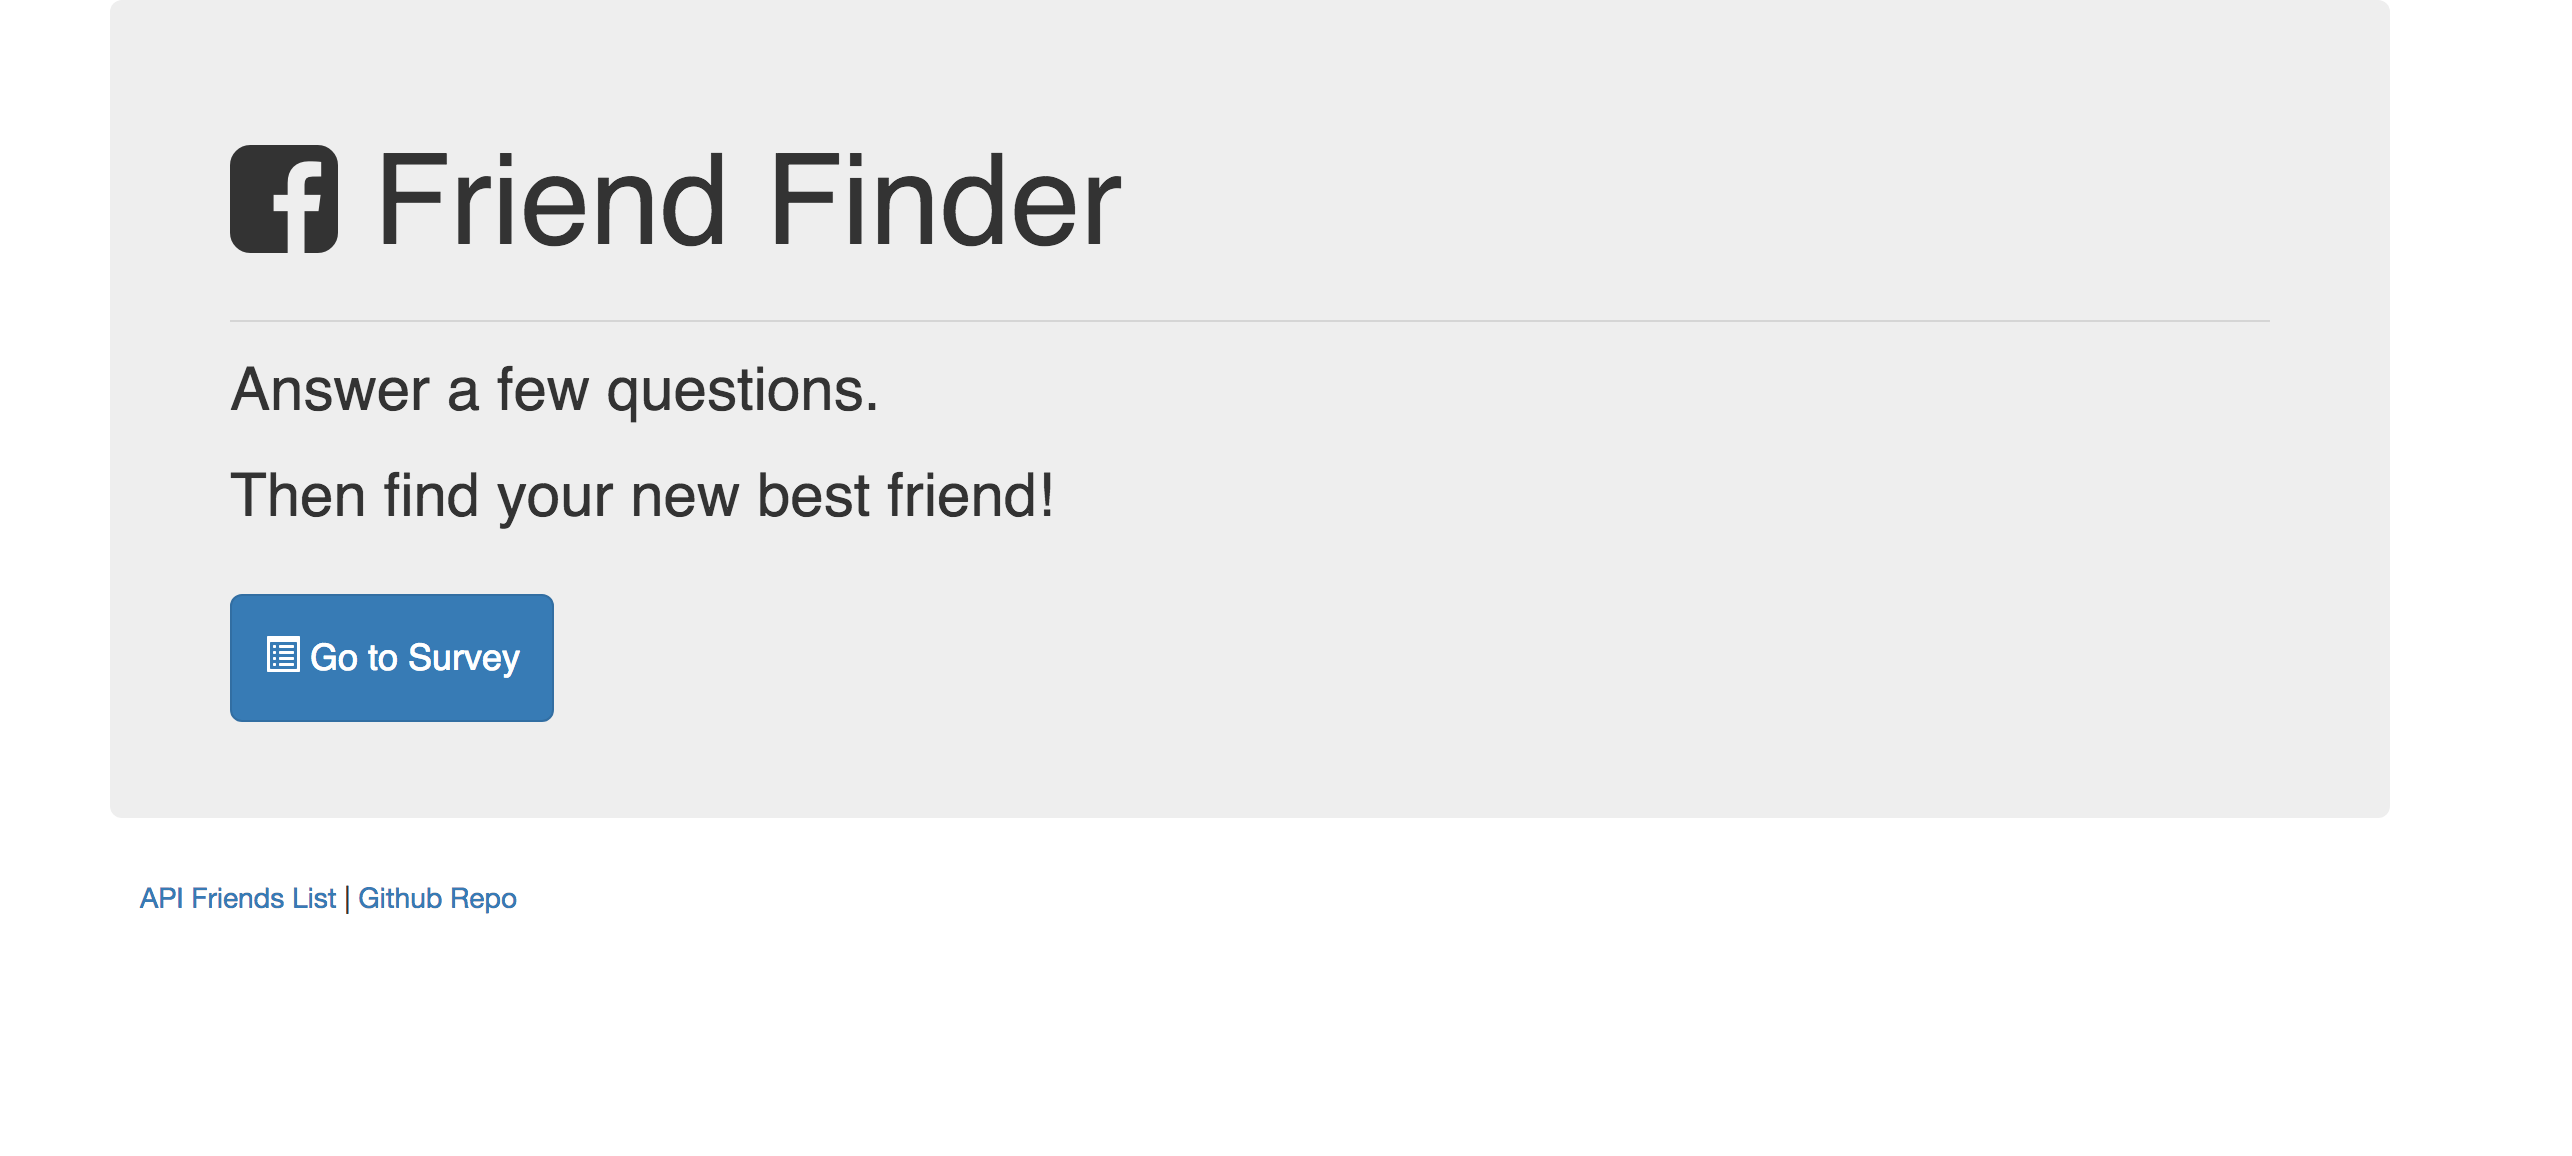 Friend Finder
Answer a few questions.
Then find your new best friend!
Go to Survey
API Friends List | Github Repo